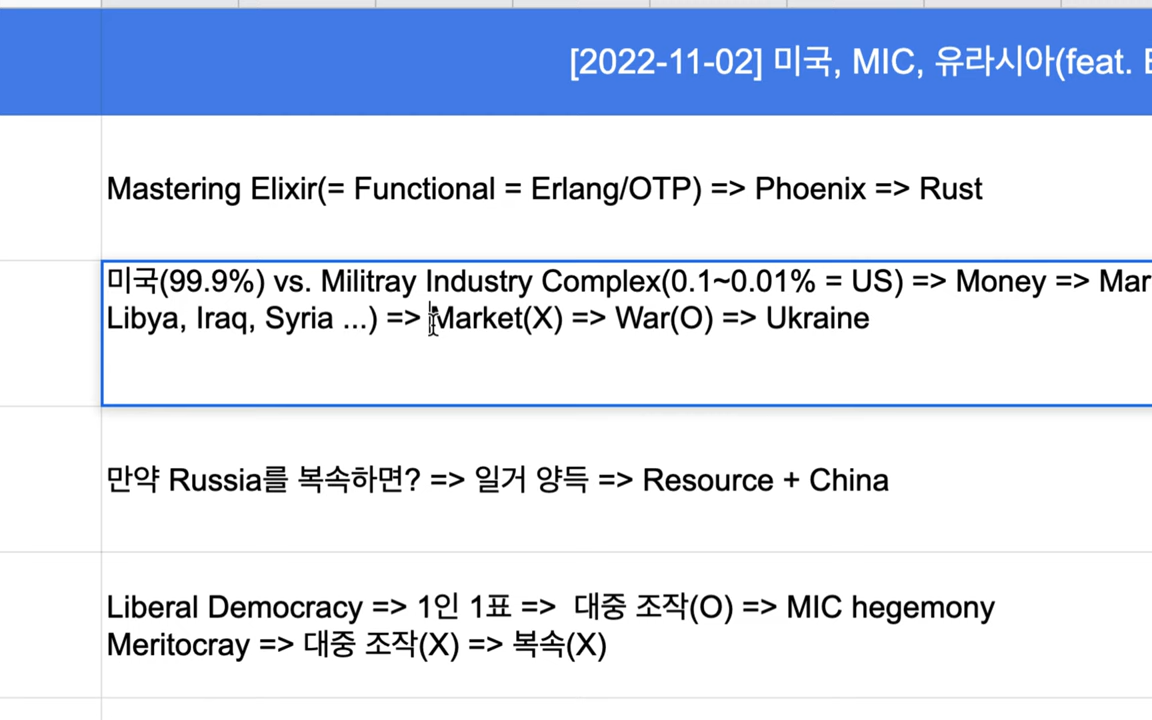 [2022-11-02] 미국, MIC, 유라시아(feat.
Mastering Elixir(= Functional = Erlang/OTP) => Phoenix => Rust
미국(99.9%) vs. Militray Industry Complex(0.1~0.01% = US) => Money => Mar
Libya, Iraq, Syria ...) => Market(X) => War(O) => Ukraine
만약 Russia를 복속하면? => 일거 양득 => Resource + China
Liberal Democracy => 1인 1표 => 대중 조작(O) => MIC hegemony
Meritocray => 대중 조작(X) => 복속(X)